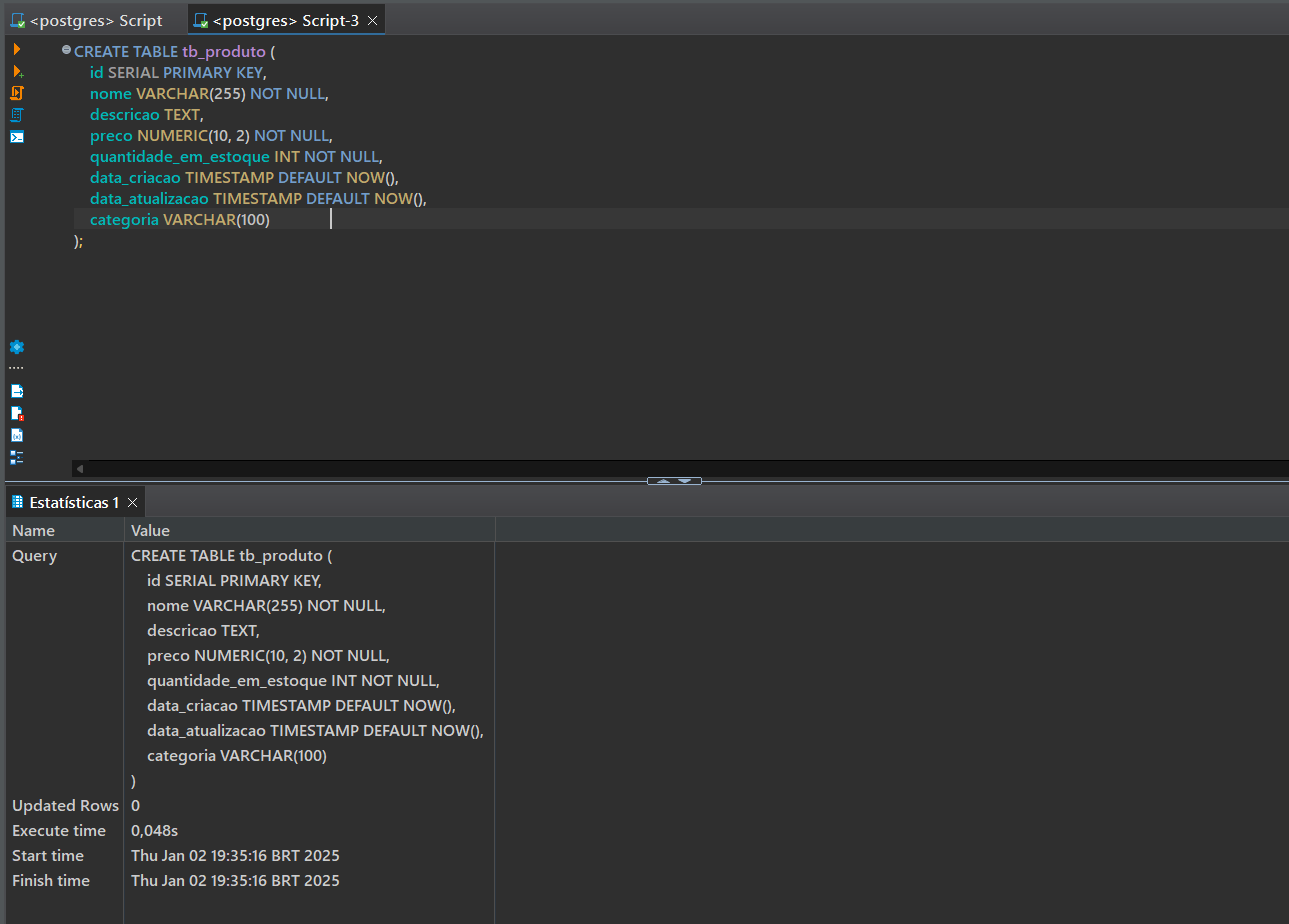 <postgres> Script <postgres> Script-3
CREATE TABLE tb_produto (
id SERIAL PRIMARY KEY,
nome VARCHAR(255) NOT NULL,
descricao TEXT,
preco NUMERIC(10, 2) NOT NULL,
quantidade_em_estoque INT NOT NULL,
data_criacao TIMESTAMP DEFAULT NOW(),
data_atualizacao TIMESTAMP DEFAULT NOW(),
categoria VARCHAR(100)
);
Estatísticas 1
Name Value
Query CREATE TABLE tb_produto (
id SERIAL PRIMARY KEY,
nome VARCHAR(255) NOT NULL,
descricao TEXT,
preco NUMERIC(10, 2) NOT NULL,
quantidade_em_estoque INT NOT NULL,
data_criacao TIMESTAMP DEFAULT NOW(),
data_atualizacao TIMESTAMP DEFAULT NOW(),
categoria VARCHAR(100)
)
Updated Rows 0
Execute time 0,048s
Start time Thu Jan 02 19:35:16 BRT 2025
Finish time Thu Jan 02 19:35:16 BRT 2025